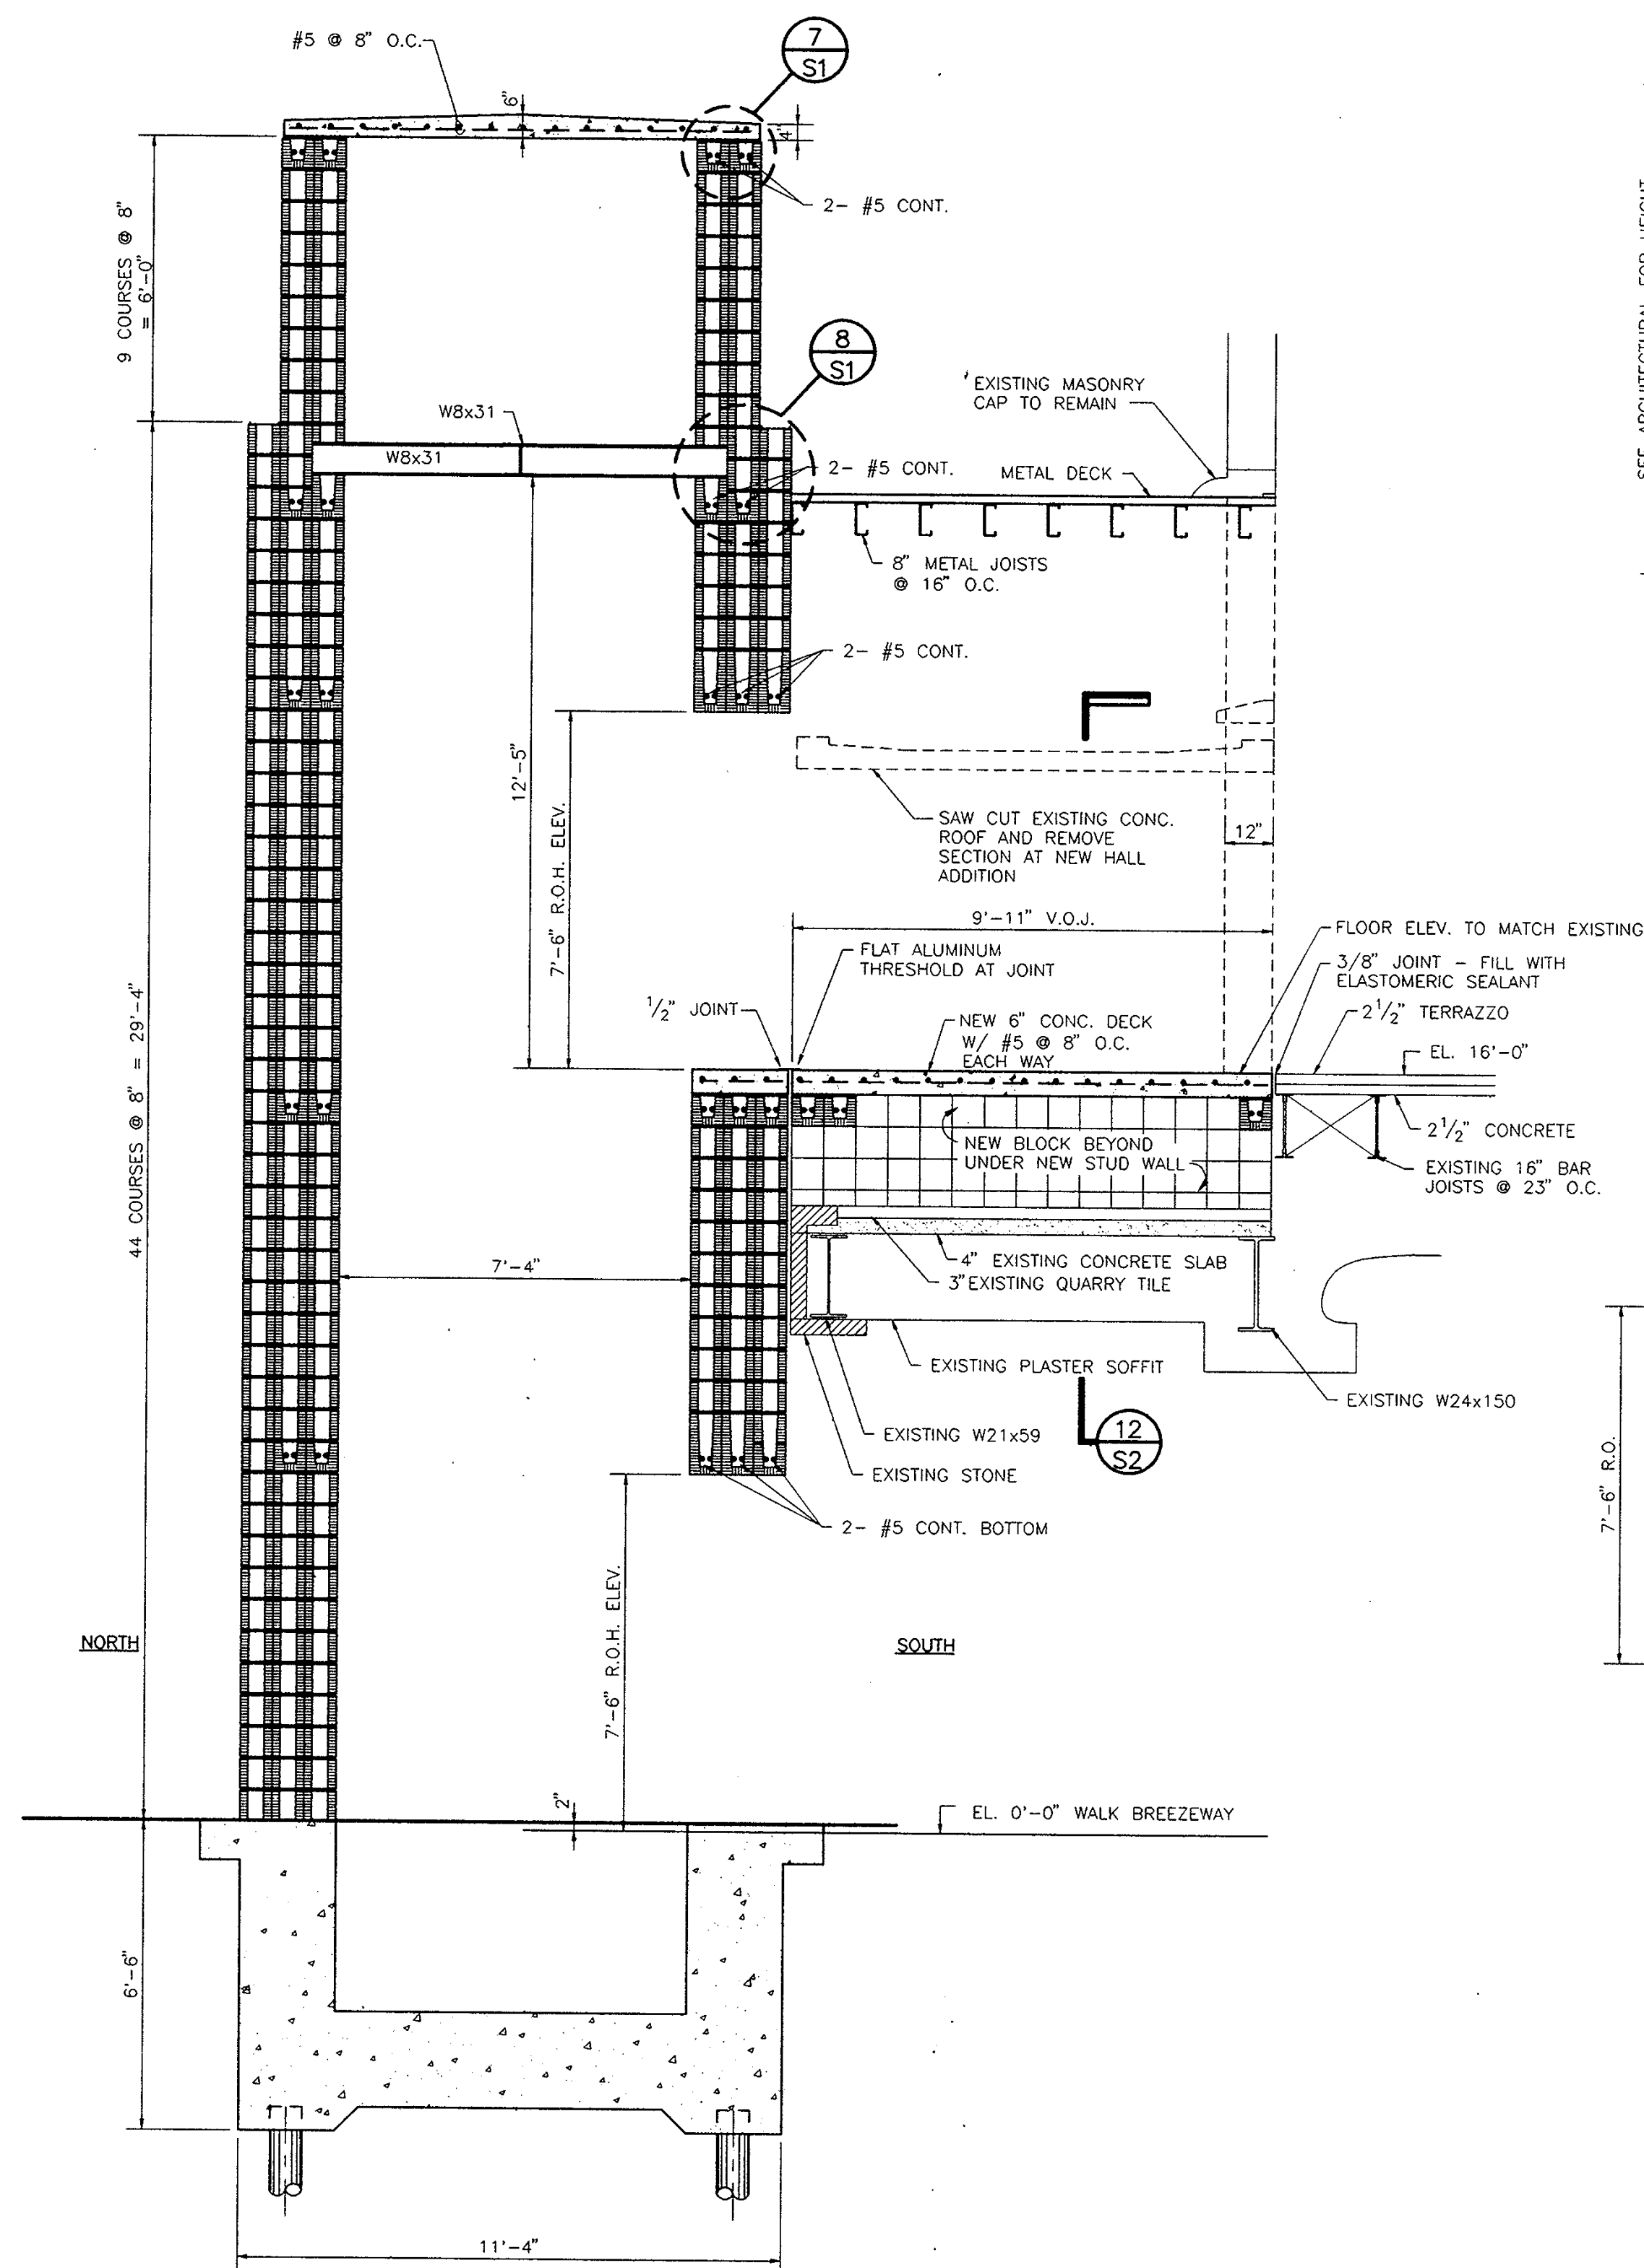 #5 @ 8" O.C.
7
S1
6"
4"
2- #5 CONT.
9 COURSES @ 8"
= 6'-0"
8
S1
EXISTING MASONRY
CAP TO REMAIN
SEE ARCHITECTURAL FOR HEIGHT
W8x31
W8x31
2- #5 CONT.
METAL DECK
8" METAL JOISTS
@ 16" O.C.
2- #5 CONT.
12'-5"
7'-6" R.O.H. ELEV.
SAW CUT EXISTING CONC.
ROOF AND REMOVE
SECTION AT NEW HALL
ADDITION
12"
9'-11" V.O.J.
FLOOR ELEV. TO MATCH EXISTING
FLAT ALUMINUM
THRESHOLD AT JOINT
3/8" JOINT - FILL WITH
ELASTOMERIC SEALANT
1/2" JOINT
NEW 6" CONC. DECK
W/ #5 @ 8" O.C.
EACH WAY
2 1/2" TERRAZZO
EL. 16'-0"
44 COURSES @ 8" = 29'-4"
NEW BLOCK BEYOND
UNDER NEW STUD WALL
2 1/2" CONCRETE
EXISTING 16" BAR
JOISTS @ 23" O.C.
7'-4"
4" EXISTING CONCRETE SLAB
3" EXISTING QUARRY TILE
EXISTING PLASTER SOFFIT
EXISTING W24x150
EXISTING W21x59
12
S2
EXISTING STONE
7'-6" R.O.
2- #5 CONT. BOTTOM
7'-6" R.O.H. ELEV.
NORTH
SOUTH
2"
EL. 0'-0" WALK BREEZEWAY
6'-6"
11'-4"